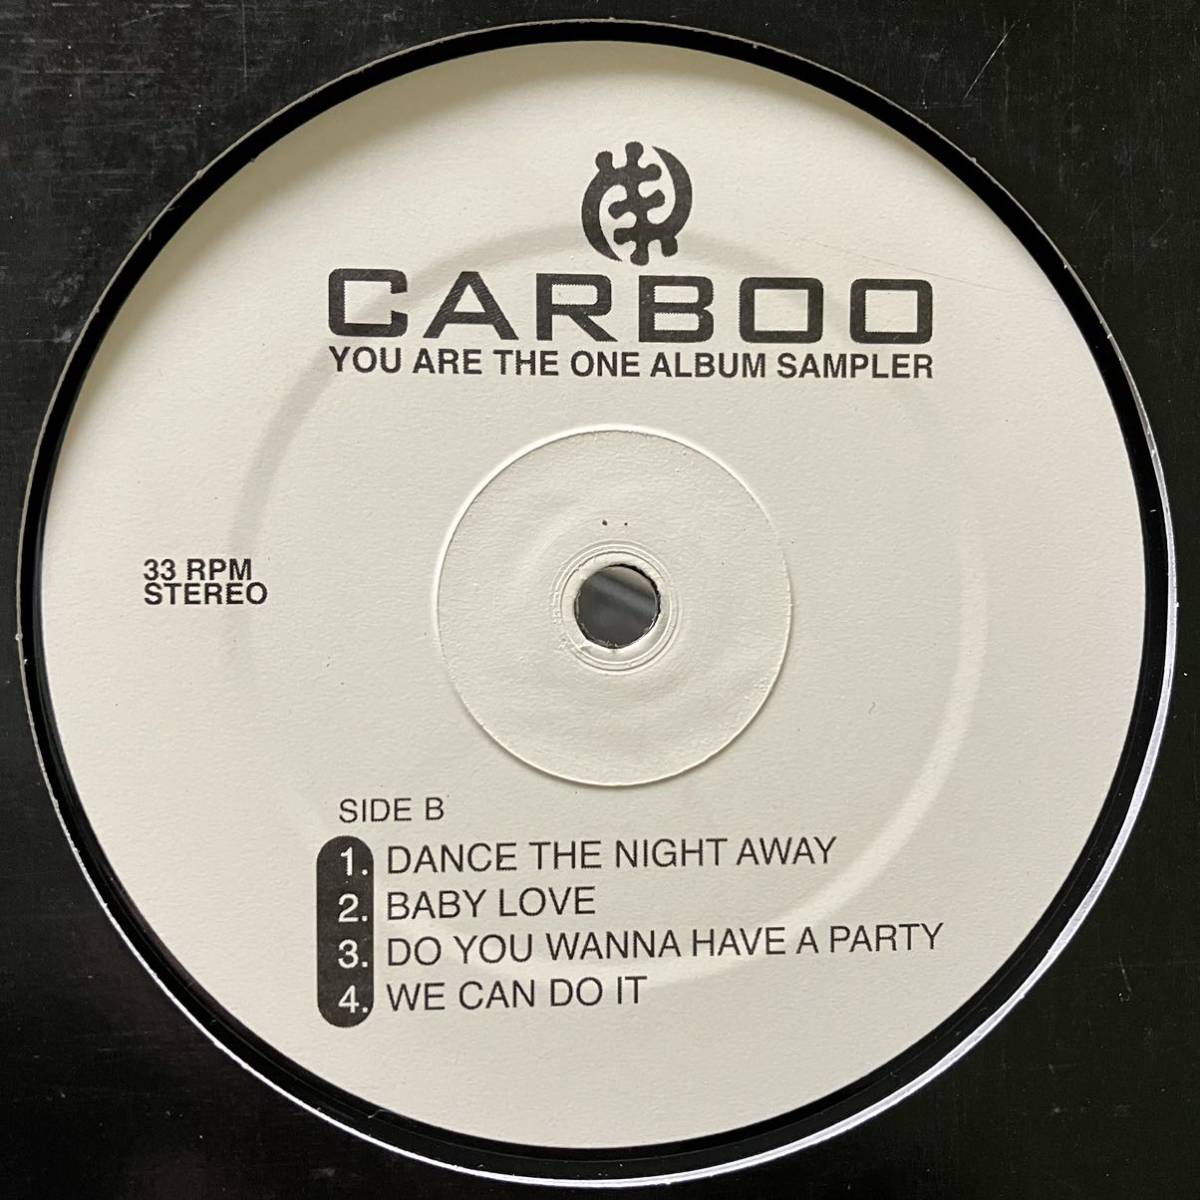 CARBOO
YOU ARE THE ONE ALBUM SAMPLER
33 RPM
STEREO
SIDE B
1. DANCE THE NIGHT AWAY
2. BABY LOVE
3. DO YOU WANNA HAVE A PARTY
4. WE CAN DO IT